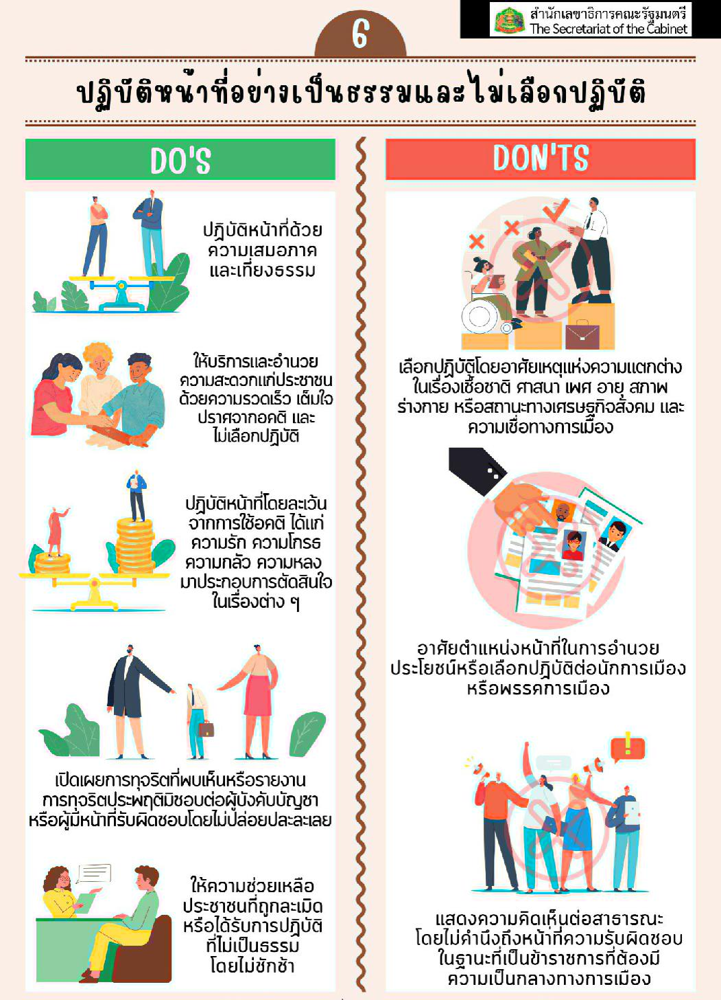 สำนักเลขาธิการคณะรัฐมนตรี
The Secretariat of the Cabinet
6
ปฏิบัติหน้าที่อย่างเป็นธรรมและไม่เลือกปฏิบัติ
DO'S
ปฏิบัติหน้าที่ด้วย
ความเสมอภาค
และเที่ยงธรรม
ให้บริการและอำนวย
ความสะดวกแก่ประชาชน
ด้วยความรวดเร็ว เต็มใจ
ปราศจากอคติ และ
ไม่เลือกปฏิบัติ
ปฏิบัติหน้าที่โดยละเว้น
จากการใช้อคติ ได้แก่
ความรัก ความโกรธ
ความกลัว ความหลง
มาประกอบการตัดสินใจ
ในเรื่องต่าง ๆ
เปิดเผยการทุจริตที่พบเห็นหรือรายงาน
การทุจริตประพฤติมิชอบต่อผู้บังคับบัญชา
หรือผู้มีหน้าที่รับผิดชอบโดยไม่ปล่อยปละละเลย
ให้ความช่วยเหลือ
ประชาชนที่ถูกละเมิด
หรือได้รับการปฏิบัติ
ที่ไม่เป็นธรรม
โดยไม่ชักช้า
DON'TS
เลือกปฏิบัติโดยอาศัยเหตุแห่งความแตกต่าง
ในเรื่องเชื้อชาติ ศาสนา เพศ อายุ สภาพ
ร่างกาย หรือสถานะทางเศรษฐกิจสังคม และ
ความเชื่อทางการเมือง
อาศัยตำแหน่งหน้าที่ในการอำนวย
ประโยชน์หรือเลือกปฏิบัติต่อนักการเมือง
หรือพรรคการเมือง
แสดงความคิดเห็นต่อสาธารณะ
โดยไม่คำนึงถึงหน้าที่ความรับผิดชอบ
ในฐานะที่เป็นข้าราชการที่ต้องมี
ความเป็นกลางทางการเมือง